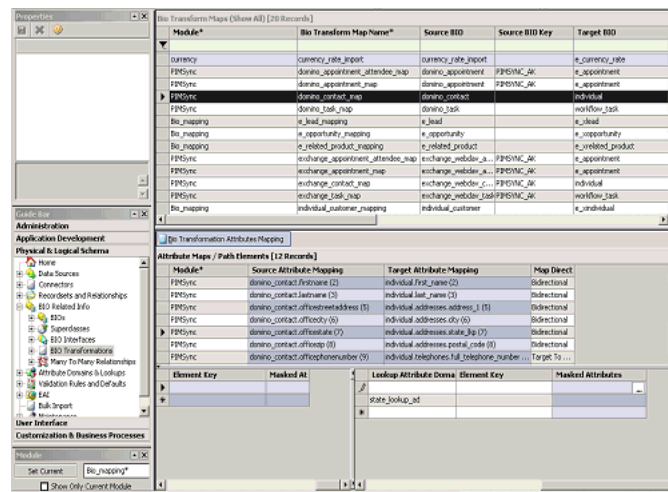 Properties
Bio Transform Maps (Show All) [20 Records]
Module* Bio Transform Map Name* Source BIO Source BIO Key Target BIO
currency currency_rate_import currency_rate_import e_currency_rate
PIMSync domino_appointment_attendee_map domino_appointment PIMSYNC_AK e_appointment
PIMSync domino_appointment_map domino_appointment PIMSYNC_AK e_appointment
PIMSync domino_contact_map domino_contact individual
PIMSync domino_task_map domino_task workflow_task
Bio_mapping e_lead_mapping e_lead e_xlead
Bio_mapping e_opportunity_mapping e_opportunity e_xopportunity
Bio_mapping e_related_product_mapping e_related_product e_xrelated_product
PIMSync exchange_appointment_attendee_map exchange_webdav_a... PIMSYNC_AK e_appointment
PIMSync exchange_appointment_map exchange_webdav_a... PIMSYNC_AK e_appointment
PIMSync exchange_contact_map exchange_webdav_c... PIMSYNC_AK individual
PIMSync exchange_task_map exchange_webdav_task PIMSYNC_AK workflow_task
Bio_mapping individual_customer_mapping individual_customer e_xindividual
Guide Bar
Administration
Application Development
Physical & Logical Schema
Home
Data Sources
Connectors
Recordsets and Relationships
BIO Related Info
BIOs
Superclasses
BIO Interfaces
BIO Transformations
Many To Many Relationships
Attribute Domains & Lookups
Validation Rules and Defaults
EAI
Bulk Import
Maintenance
User Interface
Customization & Business Processes
Module
Set Current Bio_mapping*
Show Only Current Module
Bio Transformation Attributes Mapping
Attribute Maps / Path Elements [12 Records]
Module* Source Attribute Mapping Target Attribute Mapping Map Direct
PIMSync domino_contact.firstname (2) individual.first_name (2) Bidirectional
PIMSync domino_contact.lastname (3) individual.last_name (3) Bidirectional
PIMSync domino_contact.officestreetaddress (5) individual.addresses.address_1 (5) Bidirectional
PIMSync domino_contact.officecity (6) individual.addresses.city (6) Bidirectional
PIMSync domino_contact.officestate (7) individual.addresses.state_lkp (7) Bidirectional
PIMSync domino_contact.officezip (8) individual.addresses.postal_code (8) Bidirectional
PIMSync domino_contact.officephonenumber (9) individual.telephones.full_telephone_number ... Target To ...
Element Key Masked At
Lookup Attribute Doma Element Key Masked Attributes
...
state_lookup_ad